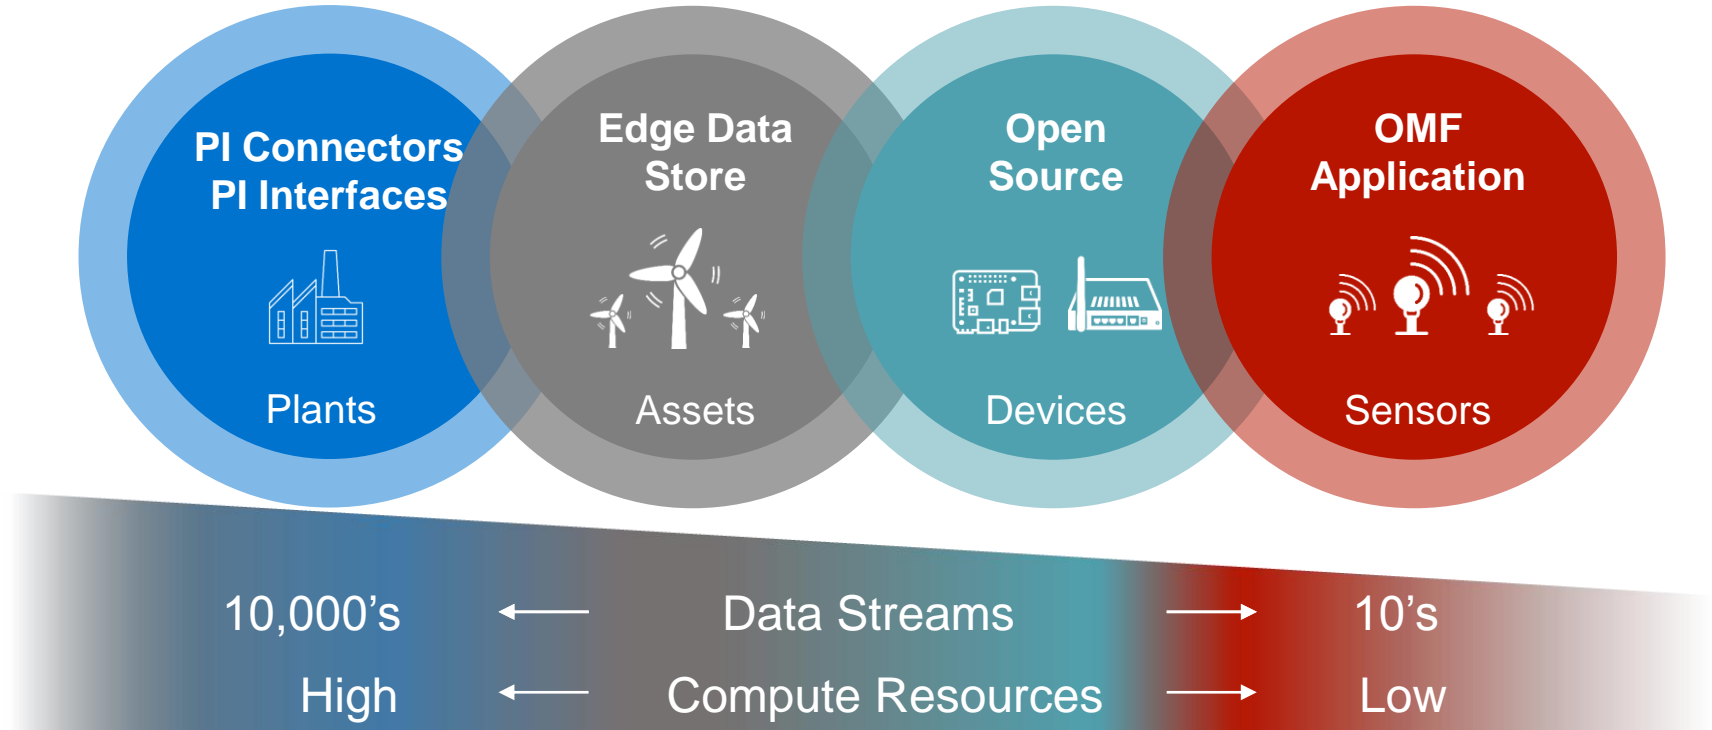 PI Connectors
PI Interfaces
Plants
Edge Data
Store
Assets
Open
Source
Devices
OMF
Application
Sensors
10,000’s Data Streams 10’s
High Compute Resources Low